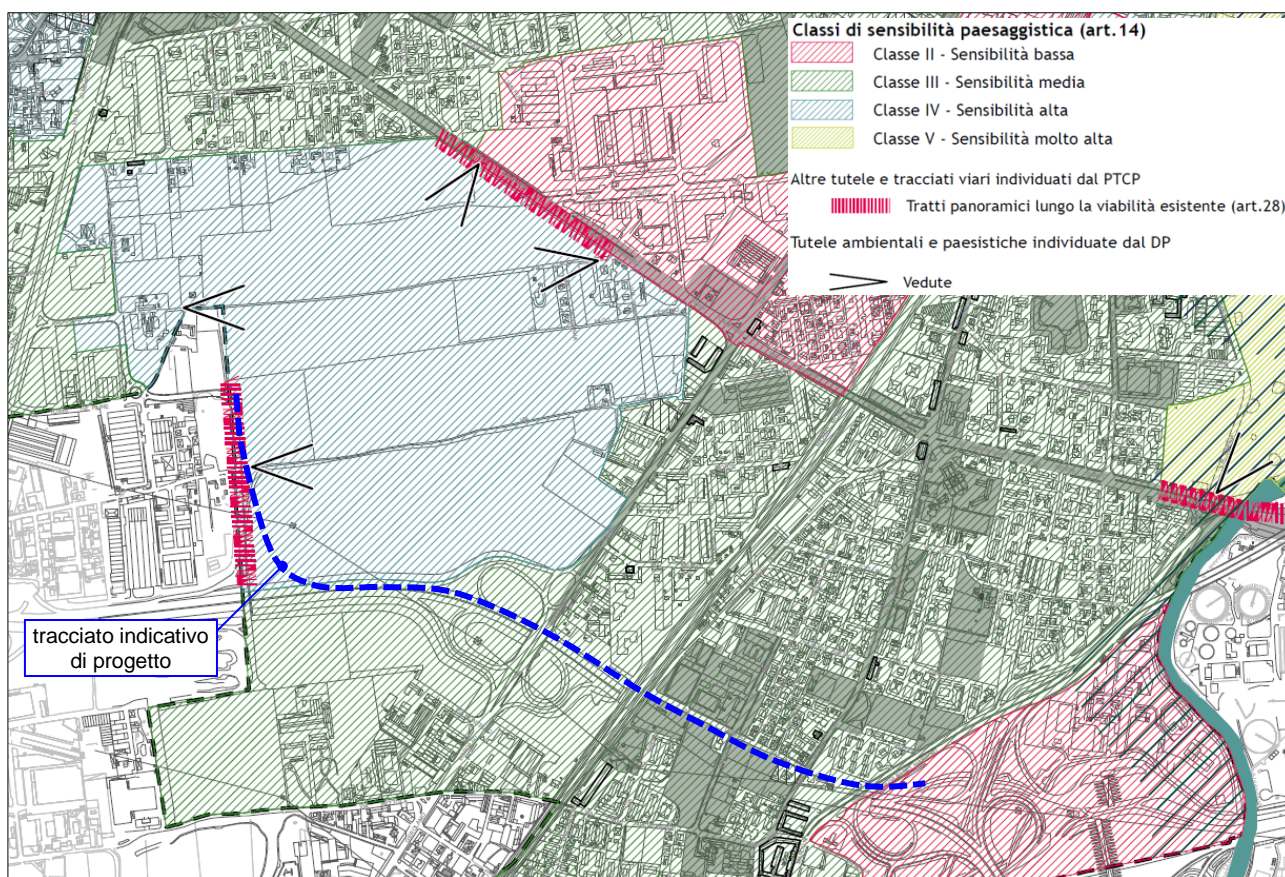 Classi di sensibilità paesaggistica (art.14)
Classe II - Sensibilità bassa
Classe III - Sensibilità media
Classe IV - Sensibilità alta
Classe V - Sensibilità molto alta
Altre tutele e tracciati viari individuati dal PTCP
Tratti panoramici lungo la viabilità esistente (art.28)
Tutele ambientali e paesistiche individuate dal DP
Vedute
tracciato indicativo
di progetto